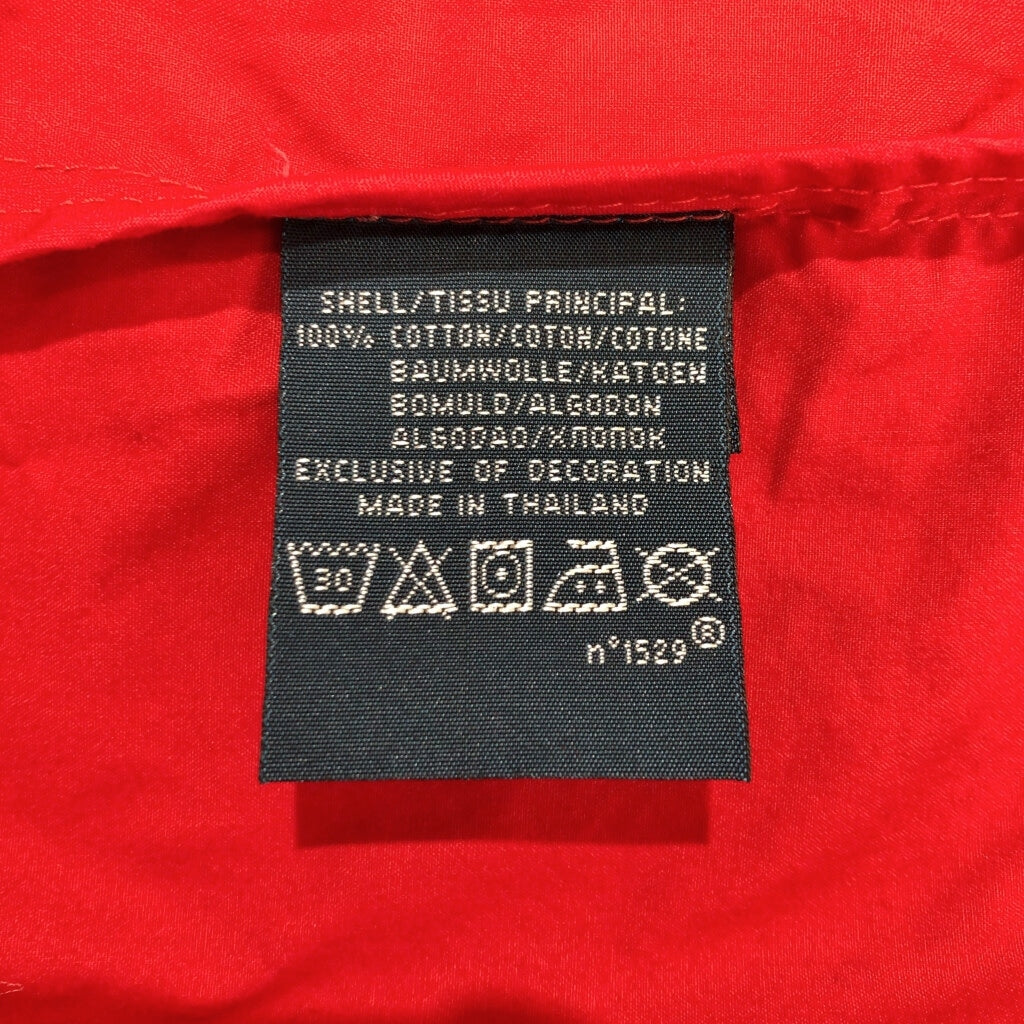 SHELL/TISSU PRINCIPAL:
100% COTTON/COTON/COTONE
BAUMWOLLE/KATOEN
BOMULD/ALGODON
ALGODAO/ХЛОПОК
EXCLUSIVE OF DECORATION
MADE IN THAILAND
30
n°1529®